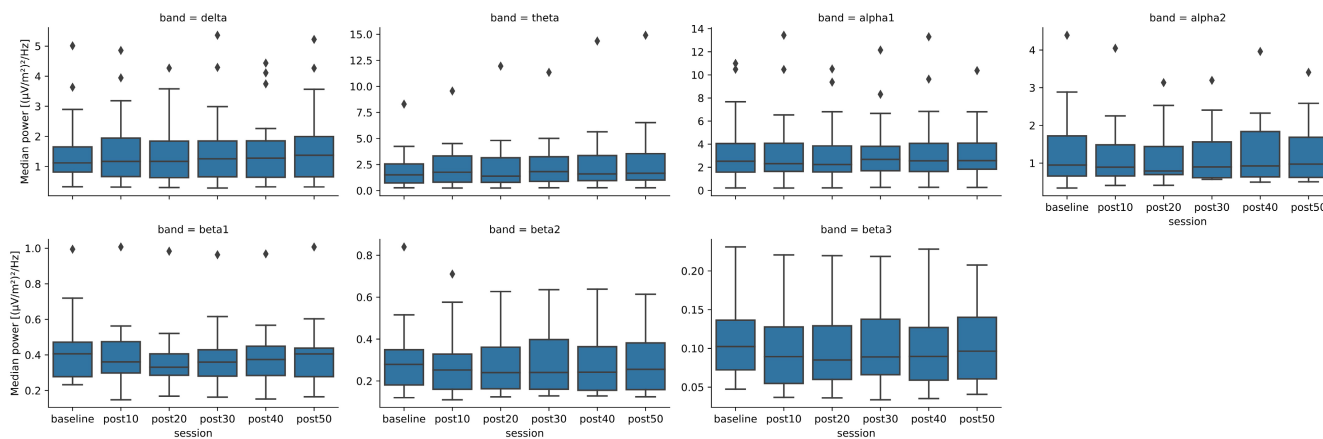 band = delta
band = theta
band = alpha1
band = alpha2
Median power [(μV/m²)²/Hz]
5
4
3
2
1
15.0
12.5
10.0
7.5
5.0
2.5
0.0
14
12
10
8
6
4
2
0
4
3
2
1
baseline post10 post20 post30 post40 post50
session
band = beta1
band = beta2
band = beta3
Median power [(μV/m²)²/Hz]
1.0
0.8
0.6
0.4
0.2
0.8
0.6
0.4
0.2
0.20
0.15
0.10
0.05
baseline post10 post20 post30 post40 post50
session
baseline post10 post20 post30 post40 post50
session
baseline post10 post20 post30 post40 post50
session